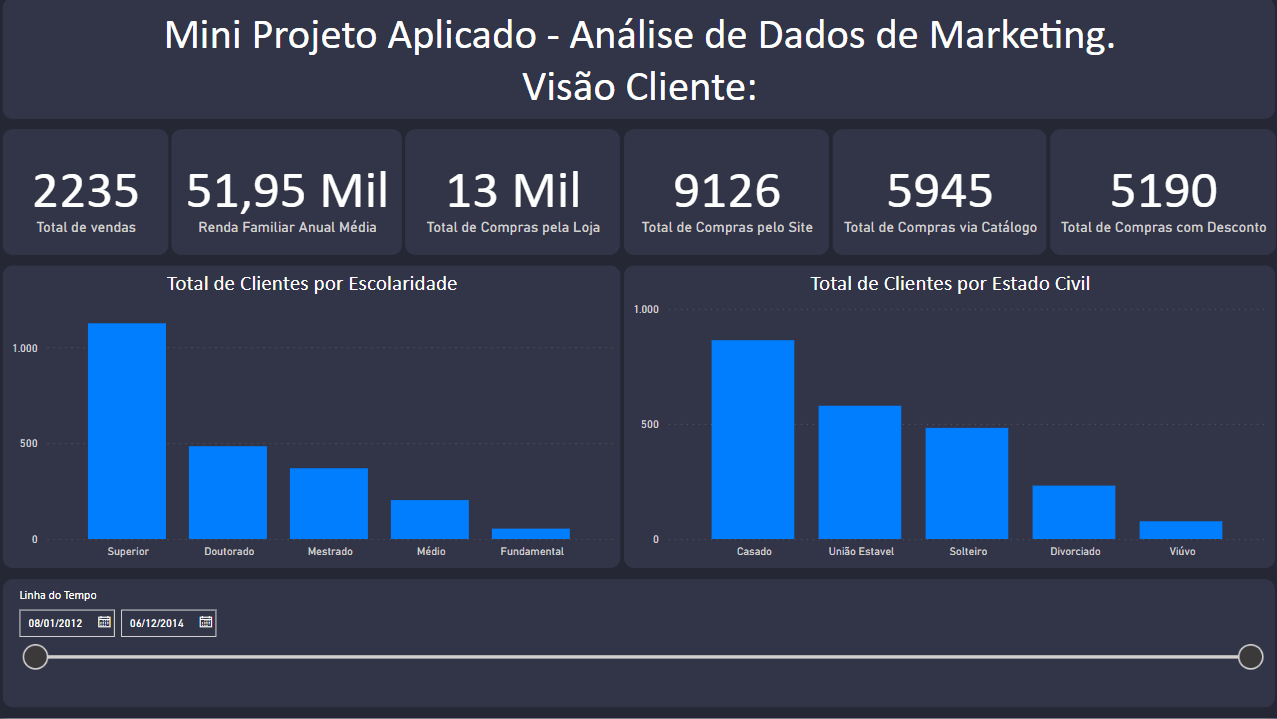 Mini Projeto Aplicado - Análise de Dados de Marketing.
Visão Cliente:
2235
Total de vendas
51,95 Mil
Renda Familiar Anual Média
13 Mil
Total de Compras pela Loja
9126
Total de Compras pelo Site
5945
Total de Compras via Catálogo
5190
Total de Compras com Desconto
Total de Clientes por Escolaridade
1.000
500
0
Superior
Doutorado
Mestrado
Médio
Fundamental
Total de Clientes por Estado Civil
1.000
500
0
Casado
União Estavel
Solteiro
Divorciado
Viúvo
Linha do Tempo
08/01/2012
06/12/2014